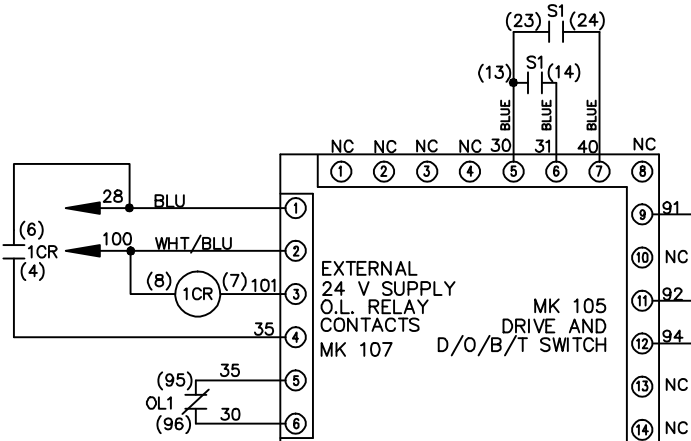 S1
(23) (24)
S1
(13) (14)
BLUE BLUE BLUE
NC NC NC NC 30 31 40 NC
1 2 3 4 5 6 7 8
28 BLU 1
9 91
(6)
1CR
(4)
100 WHT/BLU 2
10 NC
(8) 1CR (7) 101 3
EXTERNAL
24 V SUPPLY
O.L. RELAY
CONTACTS
MK 107
MK 105
DRIVE AND
D/O/B/T SWITCH
11 92
35 4
12 94
(95) 35 5
13 NC
OL1
(96) 30 6
14 NC